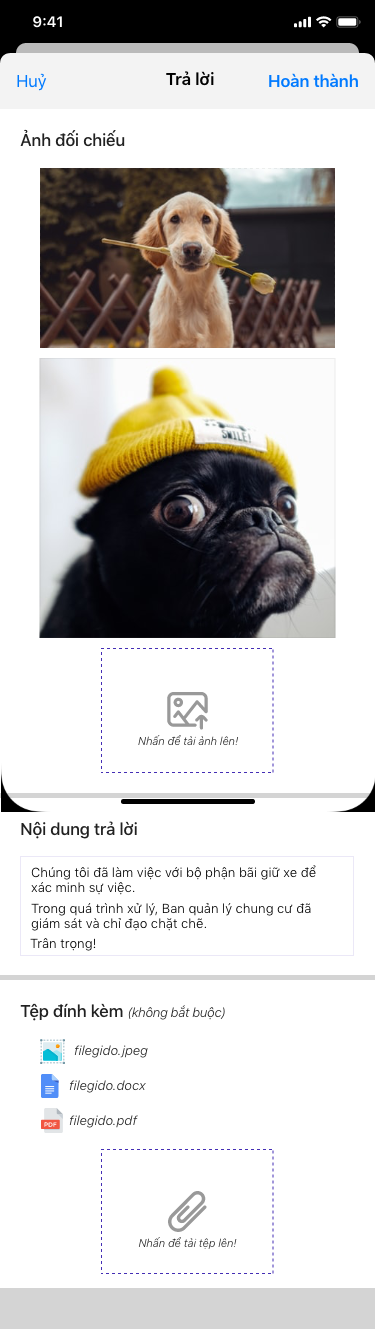 9:41
Huỷ
Trả lời
Hoàn thành
Ảnh đối chiếu
SMILE!
Nhấn để tải ảnh lên!
Nội dung trả lời
Chúng tôi đã làm việc với bộ phận bãi giữ xe để
xác minh sự việc.
Trong quá trình xử lý, Ban quản lý chung cư đã
giám sát và chỉ đạo chặt chẽ.
Trân trọng!
Tệp đính kèm (không bắt buộc)
filegido.jpeg
filegido.docx
PDF
filegido.pdf
Nhấn để tải tệp lên!